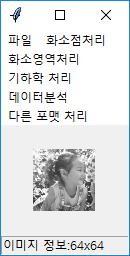 파일 화소점처리
화소영역처리
기하학 처리
데이터분석
다른 포맷 처리
이미지 정보:64x64